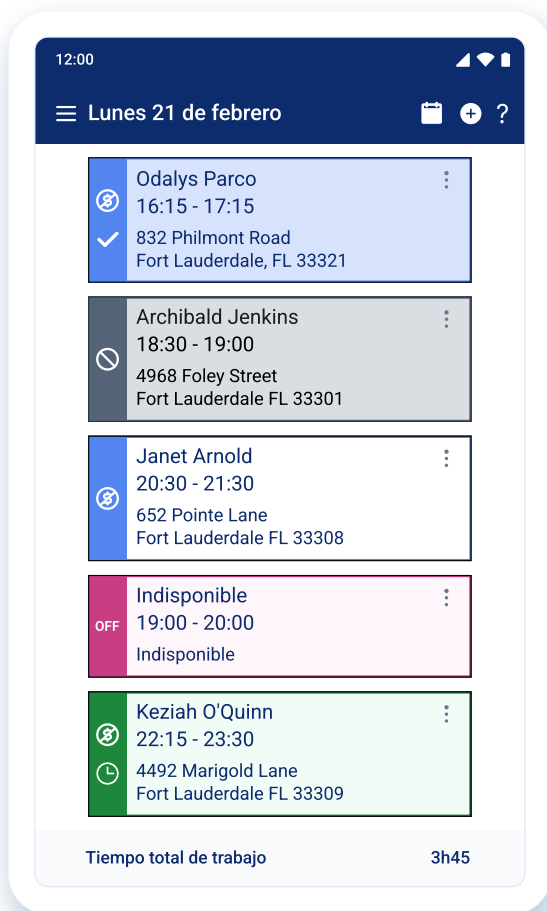 12:00
Lunes 21 de febrero ?
Odalys Parco
16:15 - 17:15
832 Philmont Road
Fort Lauderdale, FL 33321
Archibald Jenkins
18:30 - 19:00
4968 Foley Street
Fort Lauderdale FL 33301
Janet Arnold
20:30 - 21:30
652 Pointe Lane
Fort Lauderdale FL 33308
Indisponible
OFF
19:00 - 20:00
Indisponible
Keziah O'Quinn
22:15 - 23:30
4492 Marigold Lane
Fort Lauderdale FL 33309
Tiempo total de trabajo 3h45